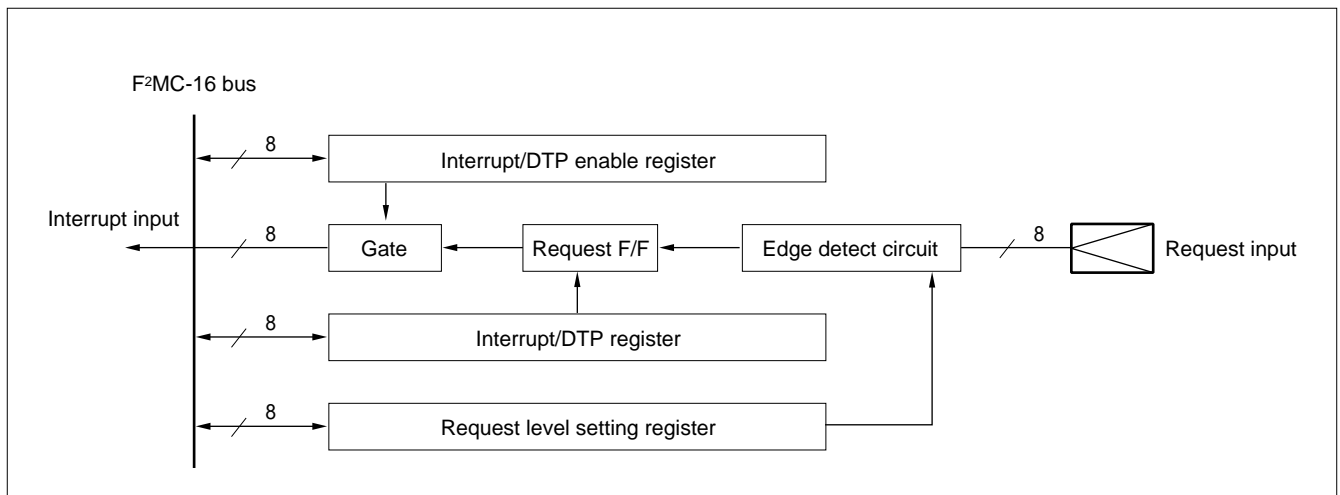 F²MC-16 bus
8
Interrupt/DTP enable register
Interrupt input
8
Gate
Request F/F
Edge detect circuit
8
Request input
8
Interrupt/DTP register
8
Request level setting register